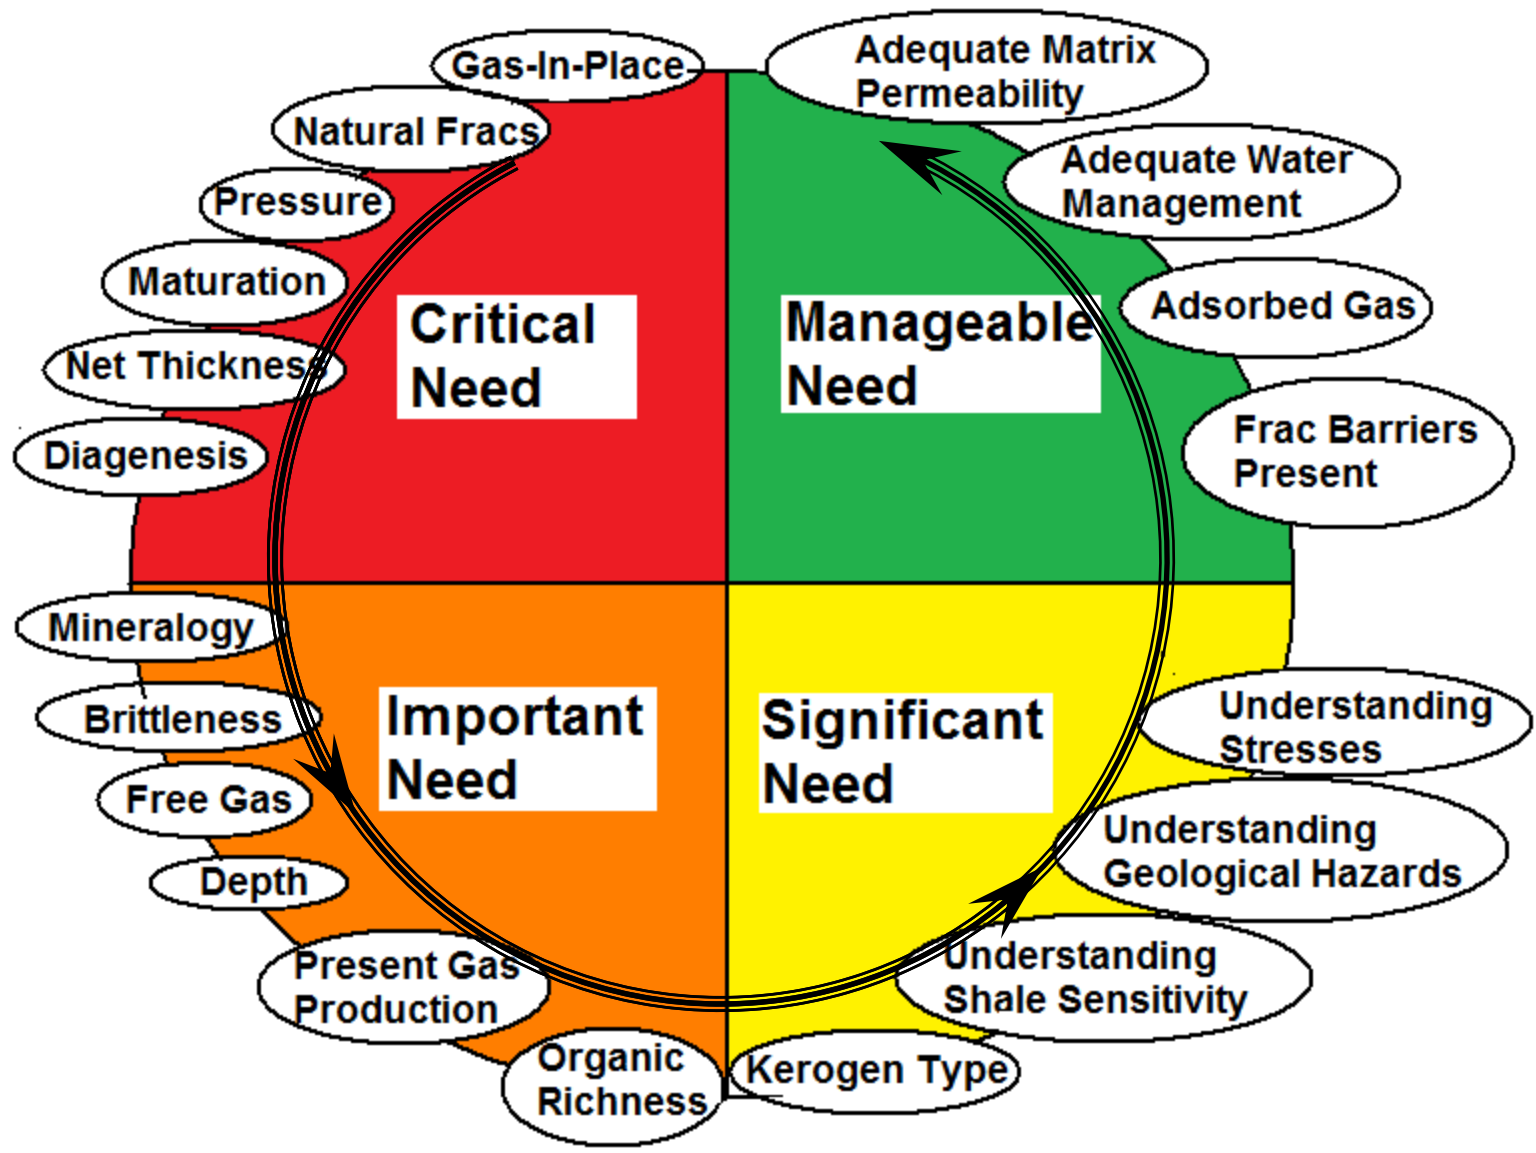 Gas-In-Place
Natural Fracs
Pressure
Maturation
Net Thickness
Diagenesis
Critical
Need
Adequate Matrix
Permeability
Adequate Water
Management
Adsorbed Gas
Frac Barriers
Present
Manageable
Need
Mineralogy
Brittleness
Free Gas
Depth
Present Gas
Production
Organic
Richness
Important
Need
Significant
Need
Understanding
Stresses
Understanding
Geological Hazards
Understanding
Shale Sensitivity
Kerogen Type